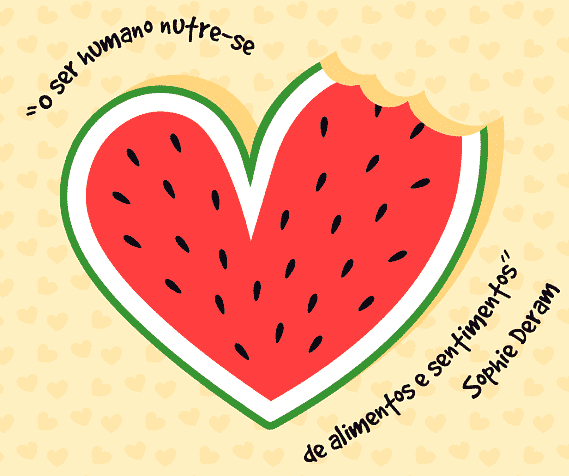 "o ser humano nutre-se
de alimentos e sentimentos"
Sophie Deram